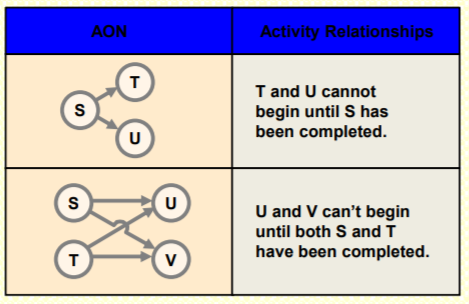 AON
Activity Relationships
S
T
U
T and U cannot
begin until S has
been completed.
S
U
T
V
U and V can't begin
until both S and T
have been completed.